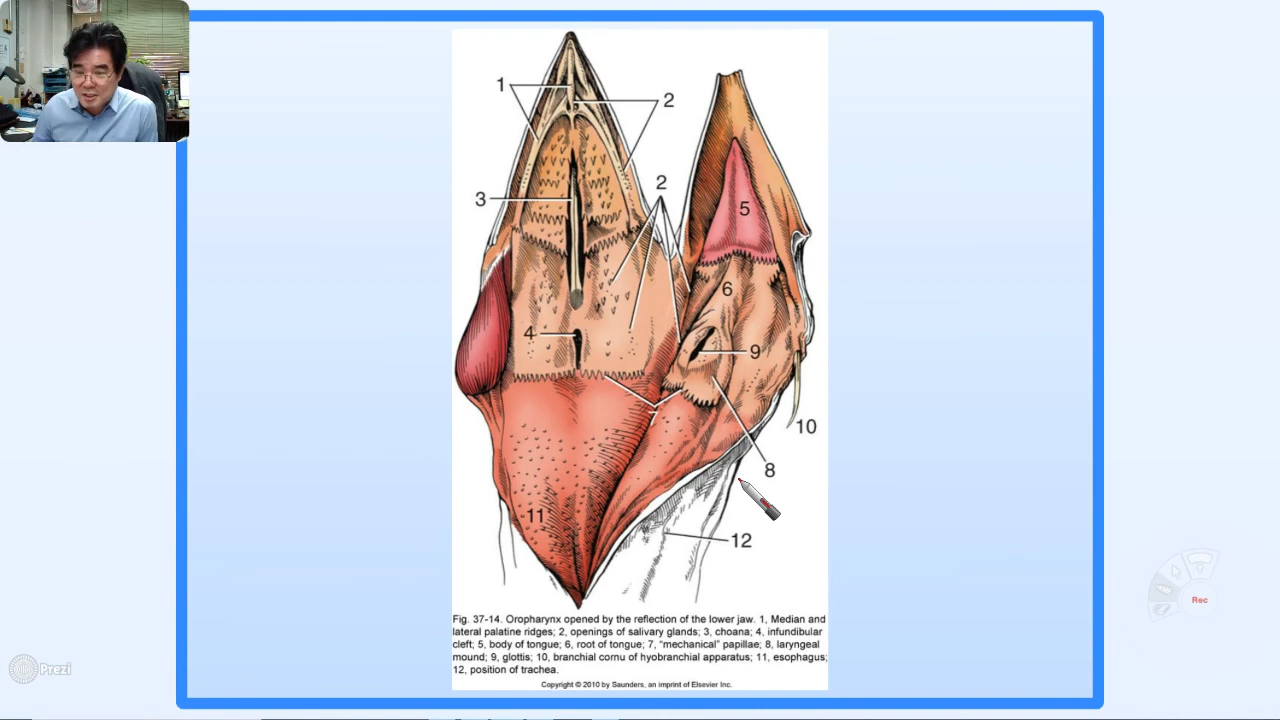 1
2
2
3
5
6
4
9
10
7
8
11
12
Fig. 37-14. Oropharynx opened by the reflection of the lower jaw. 1, Median and
lateral palatine ridges; 2, openings of salivary glands; 3, choana; 4, infundibular
cleft; 5, body of tongue; 6, root of tongue; 7, “mechanical” papillae; 8, laryngeal
mound; 9, glottis; 10, branchial cornu of hyobranchial apparatus; 11, esophagus;
12, position of trachea.
Copyright © 2010 by Saunders, an imprint of Elsevier Inc.
Rec
Prezi